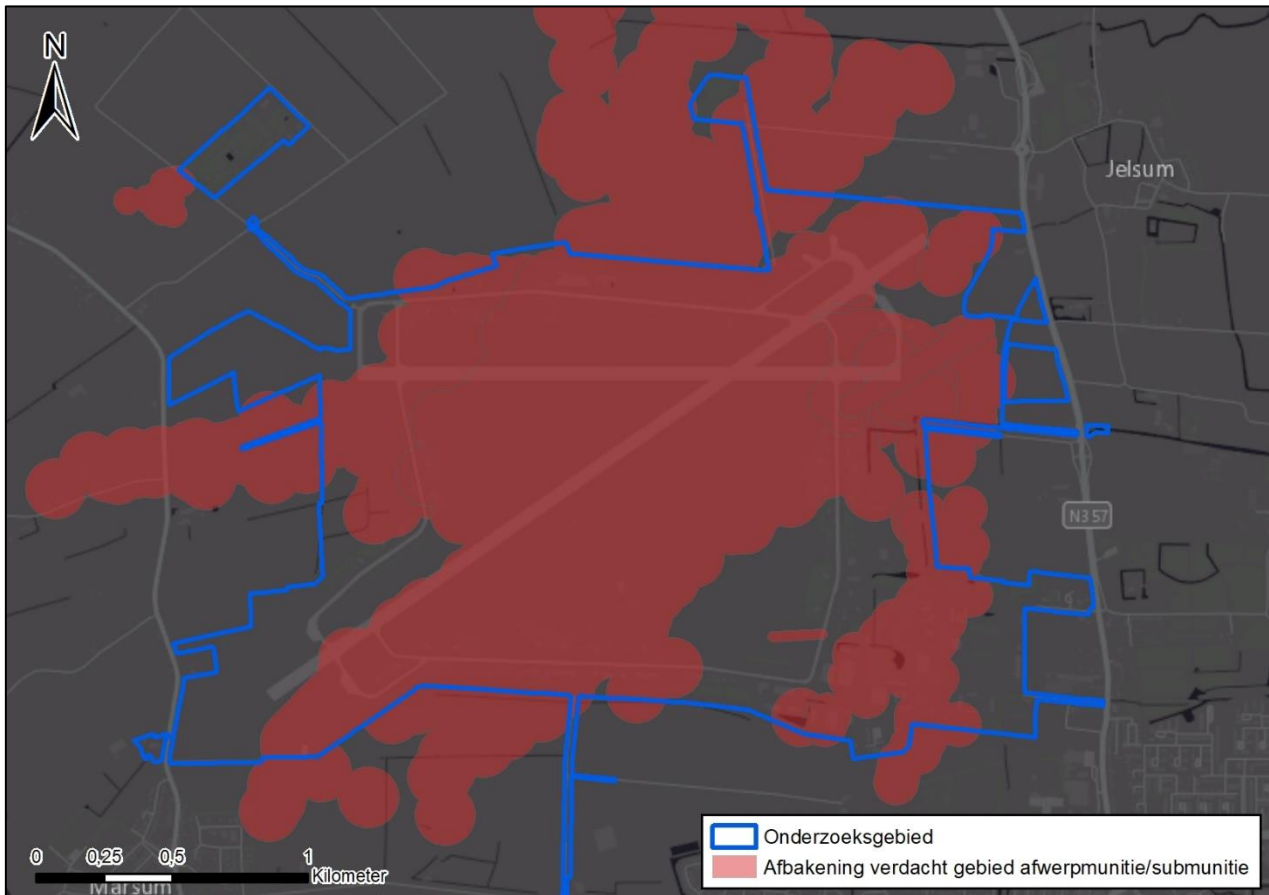 N
Jelsum
N357
Marsum
0 0,25 0,5 1
Kilometer
Onderzoeksgebied
Afbakening verdacht gebied afwerpmunitie/submunitie